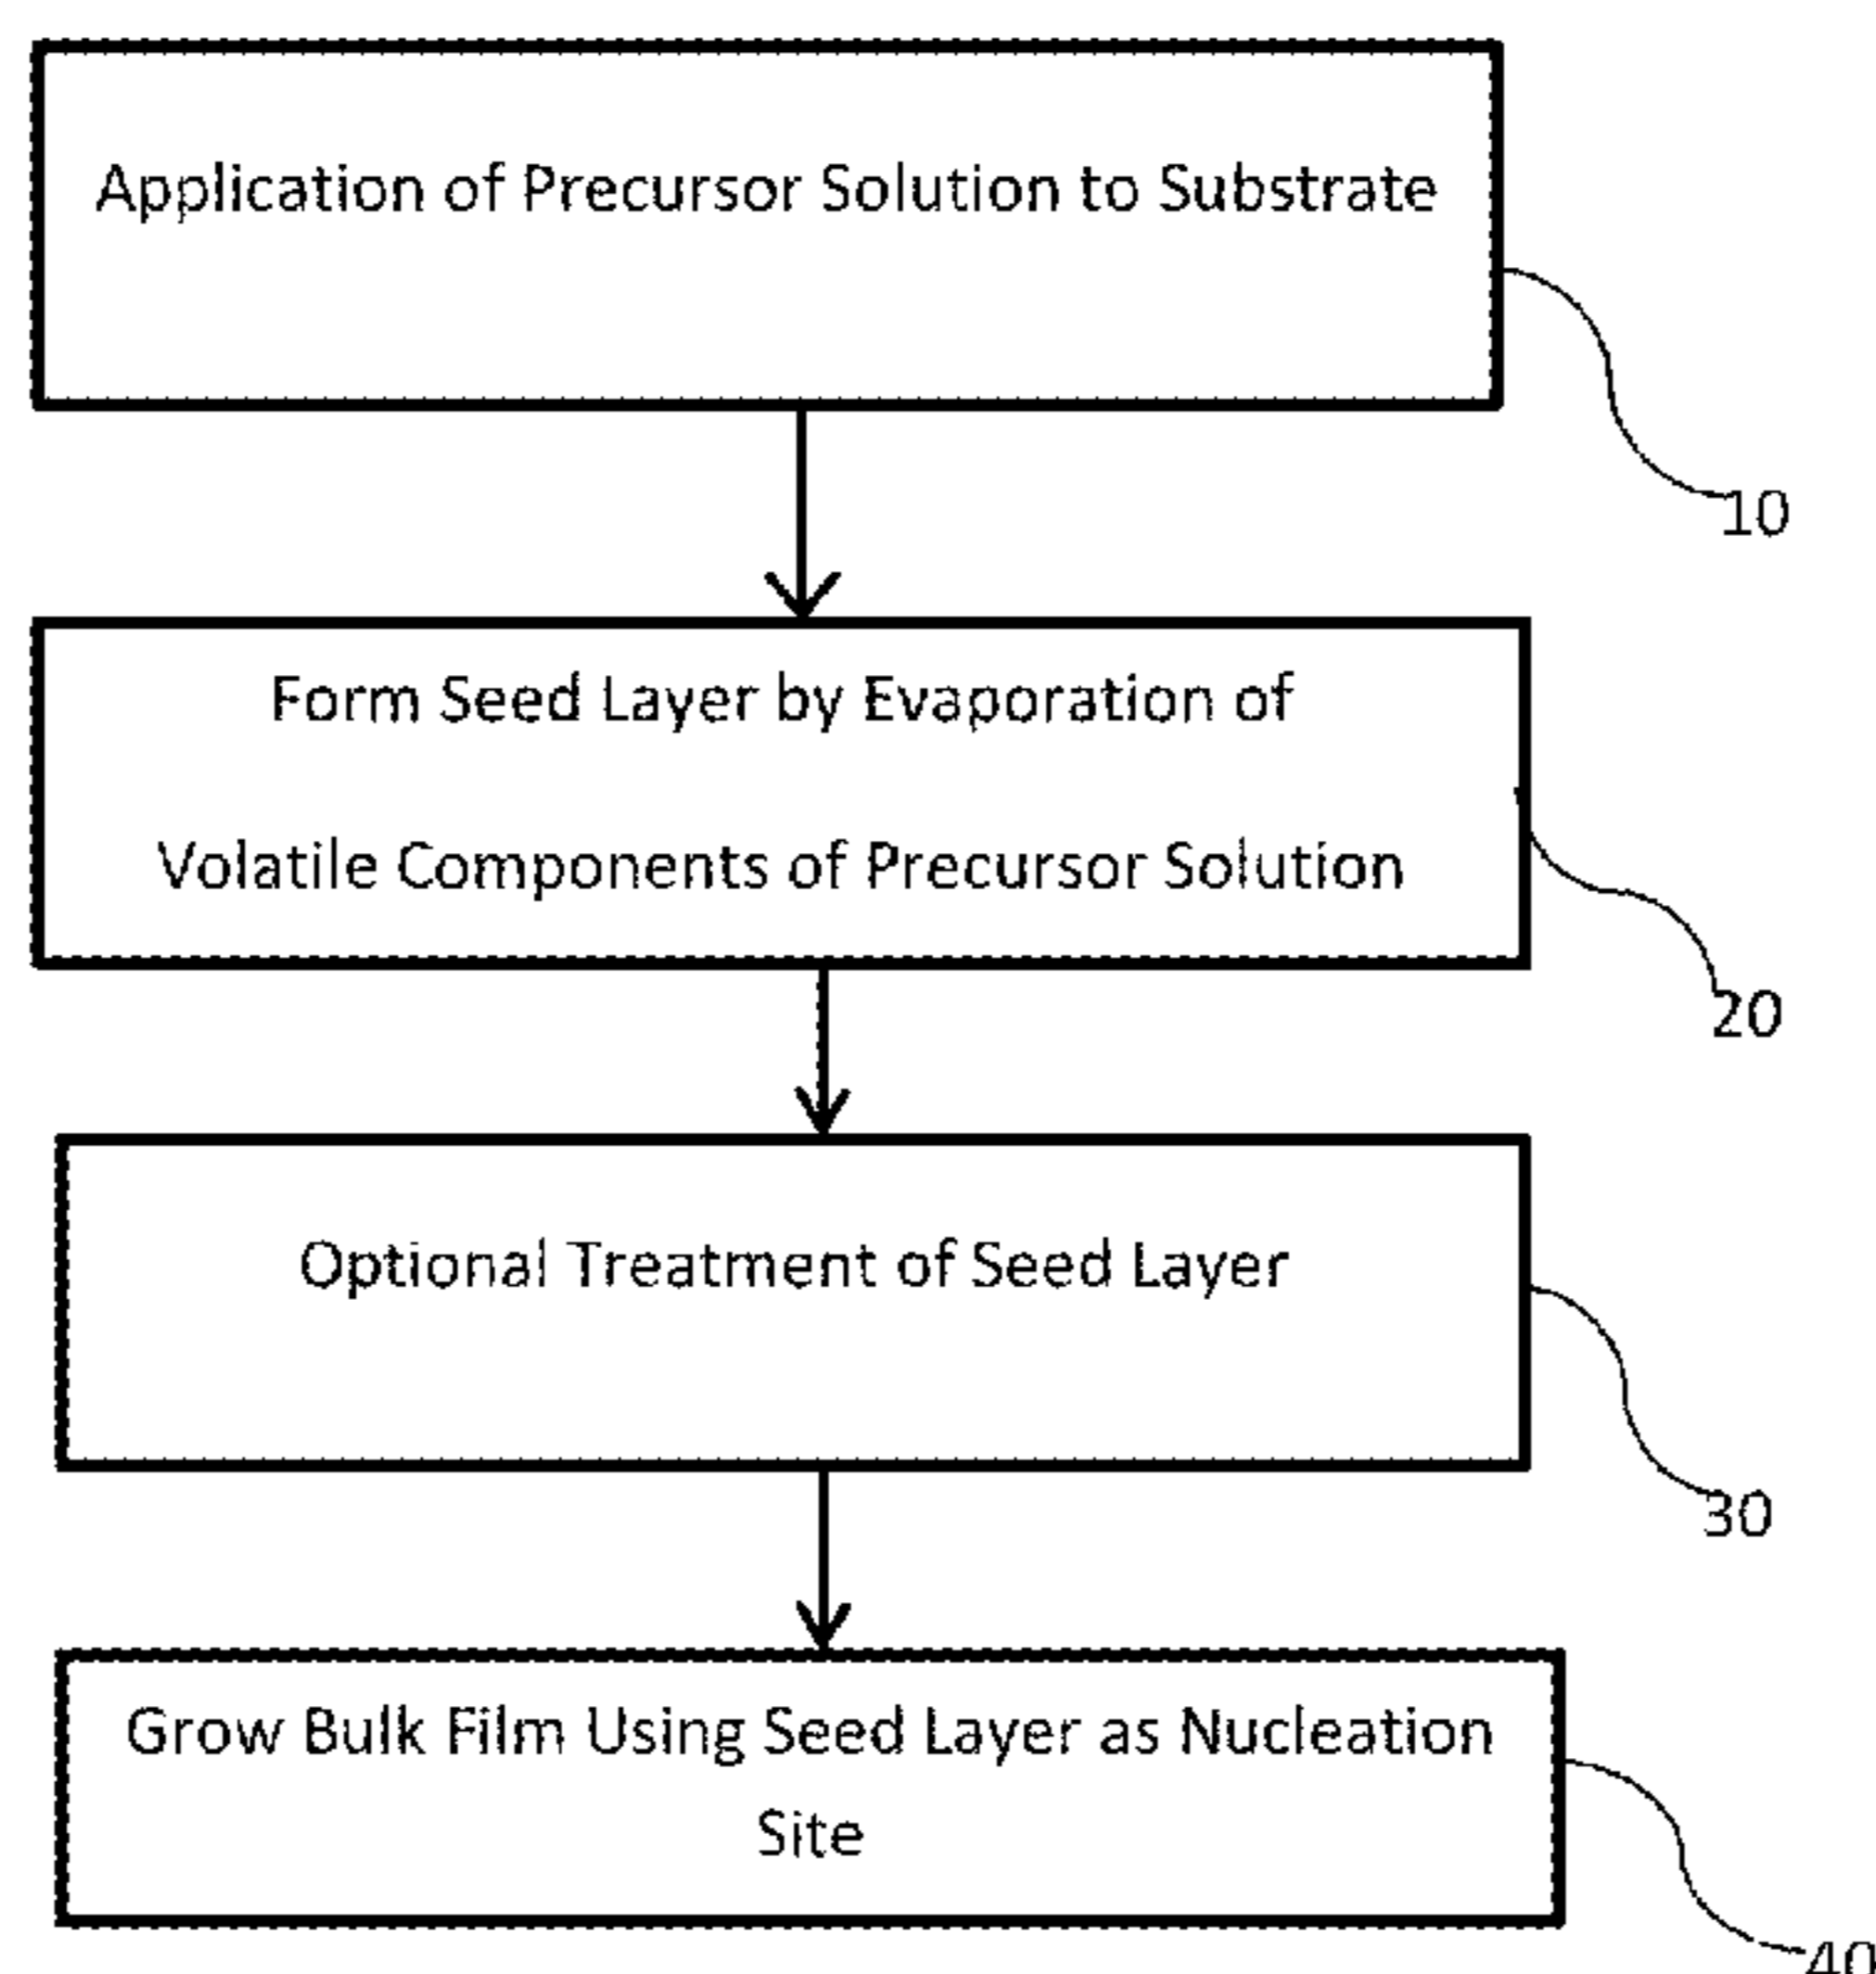 Application of Precursor Solution to Substrate
10
Form Seed Layer by Evaporation of
Volatile Components of Precursor Solution
20
Optional Treatment of Seed Layer
30
Grow Bulk Film Using Seed Layer as Nucleation
Site
40